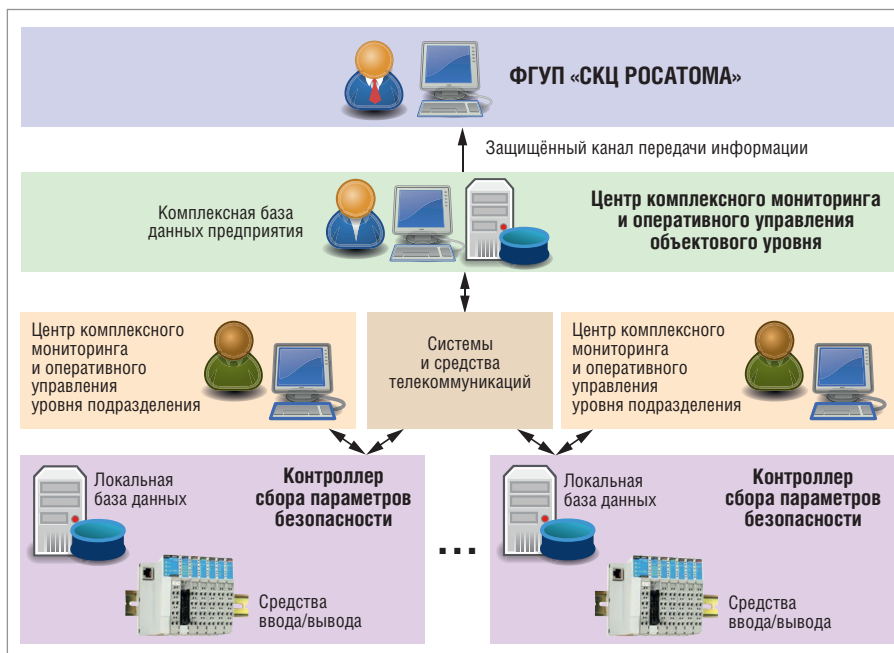 ФГУП «СКЦ РОСАТОМА»
Защищённый канал передачи информации
Комплексная база
данных предприятия
Центр комплексного мониторинга
и оперативного управления
объектового уровня
Центр комплексного
мониторинга
и оперативного
управления
уровня подразделения
Системы
и средства
телекоммуникаций
Центр комплексного
мониторинга
и оперативного
управления
уровня подразделения
Локальная
база данных
Контроллер
сбора параметров
безопасности
Средства
ввода/вывода
...
Локальная
база данных
Контроллер
сбора параметров
безопасности
Средства
ввода/вывода